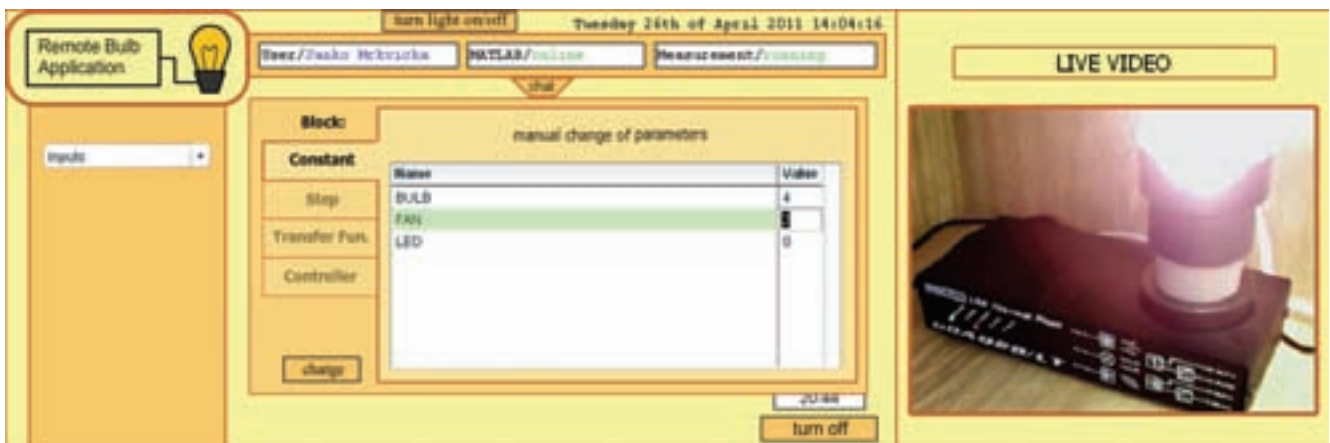 Remote Bulb
Application
turn light on/off
Tuesday 26th of April 2011 14:04:16
User/
MATLAB/online
Measurement/running
chat
LIVE VIDEO
Inputs
Block:
Constant
Step
Transfer Fun.
Controller
change
manual change of parameters
Name Value
BULB 4
FAN
LED 0
20:44
turn off